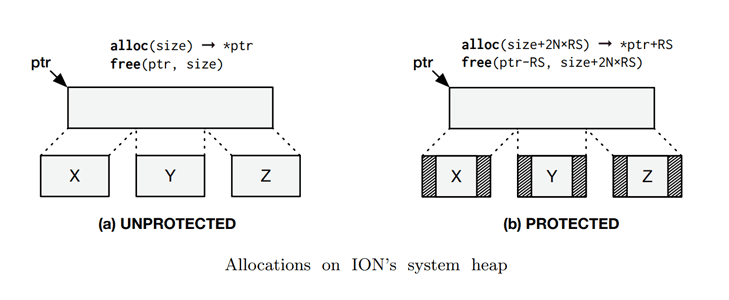 alloc(size) → *ptr
free(ptr, size)
ptr
X
Y
Z
(a) UNPROTECTED
alloc(size+2N×RS) → *ptr+RS
free(ptr-RS, size+2N×RS)
ptr
X
Y
Z
(b) PROTECTED
Allocations on ION's system heap